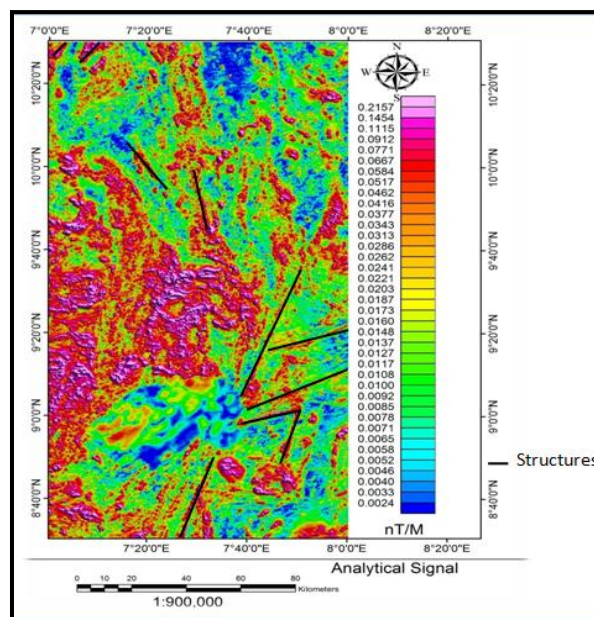 7°0'0"E 7°20'0"E 7°40'0"E 8°0'0"E 8°20'0"E
N
W E
S
10°20'0"N
10°0'0"N
9°40'0"N
9°20'0"N
9°0'0"N
8°40'0"N
0.2157
0.1454
0.1115
0.0912
0.0771
0.0667
0.0584
0.0517
0.0462
0.0416
0.0377
0.0343
0.0313
0.0286
0.0262
0.0241
0.0221
0.0203
0.0187
0.0173
0.0160
0.0148
0.0137
0.0127
0.0117
0.0108
0.0100
0.0092
0.0085
0.0078
0.0071
0.0065
0.0058
0.0052
0.0046
0.0040
0.0033
0.0024
nT/M
10°20'0"N
10°0'0"N
9°40'0"N
9°20'0"N
9°0'0"N
8°40'0"N
Structures
7°20'0"E 7°40'0"E 8°0'0"E 8°20'0"E
Analytical Signal
0 10 20 40 60 80
Kilometers
1:900,000